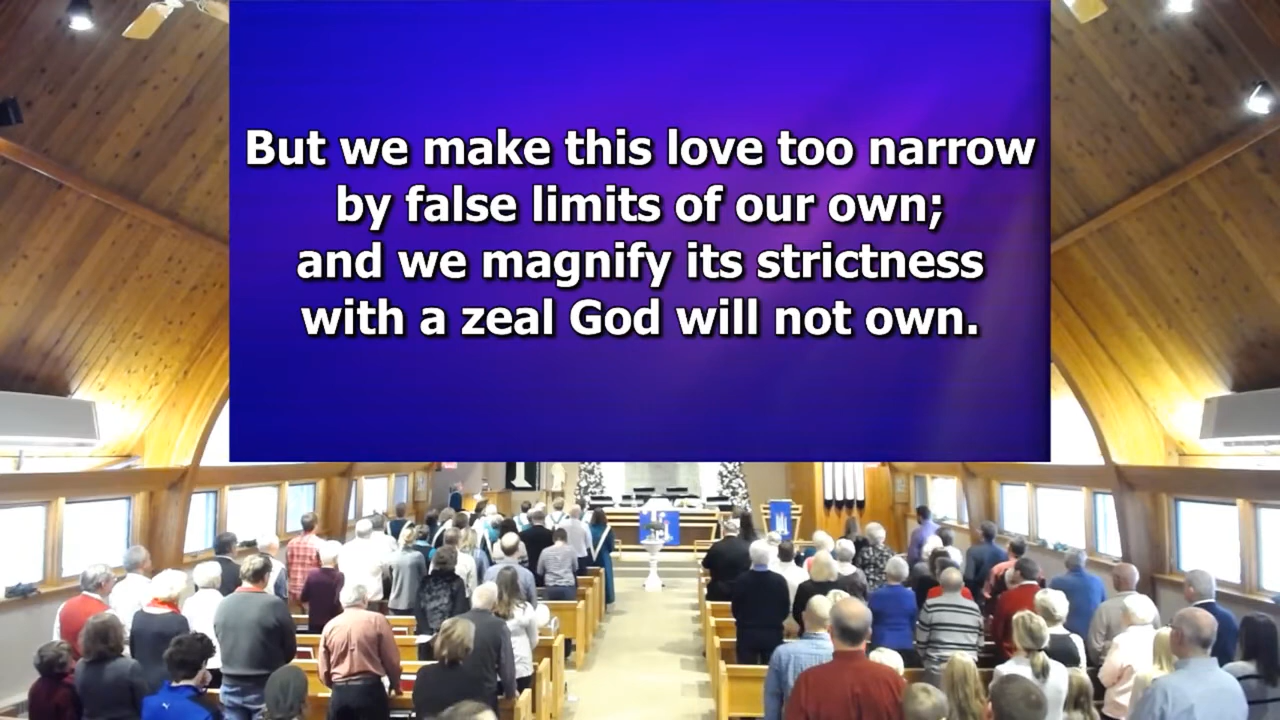 But we make this love too narrow
by false limits of our own;
and we magnify its strictness
with a zeal God will not own.